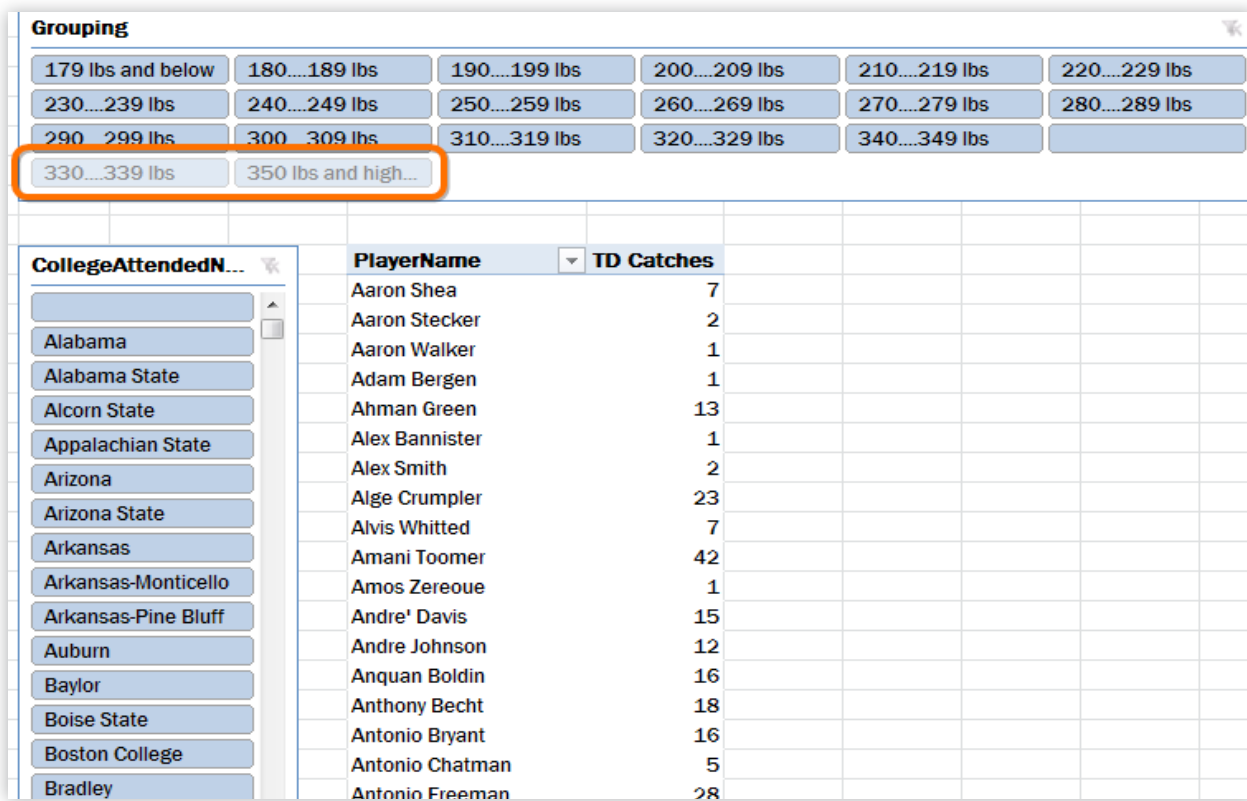 Grouping
179 lbs and below 180....189 lbs 190....199 lbs 200....209 lbs 210....219 lbs 220....229 lbs
230....239 lbs 240....249 lbs 250....259 lbs 260....269 lbs 270....279 lbs 280....289 lbs
290....299 lbs 300....309 lbs 310....319 lbs 320....329 lbs 340....349 lbs
330....339 lbs 350 lbs and high...
CollegeAttendedN...
Alabama
Alabama State
Alcorn State
Appalachian State
Arizona
Arizona State
Arkansas
Arkansas-Monticello
Arkansas-Pine Bluff
Auburn
Baylor
Boise State
Boston College
Bradley
PlayerName TD Catches
Aaron Shea 7
Aaron Stecker 2
Aaron Walker 1
Adam Bergen 1
Ahman Green 13
Alex Bannister 1
Alex Smith 2
Alge Crumpler 23
Alvis Whitted 7
Amani Toomer 42
Amos Zereoue 1
Andre' Davis 15
Andre Johnson 12
Anquan Boldin 16
Anthony Becht 18
Antonio Bryant 16
Antonio Chatman 5
Antonio Freeman 28